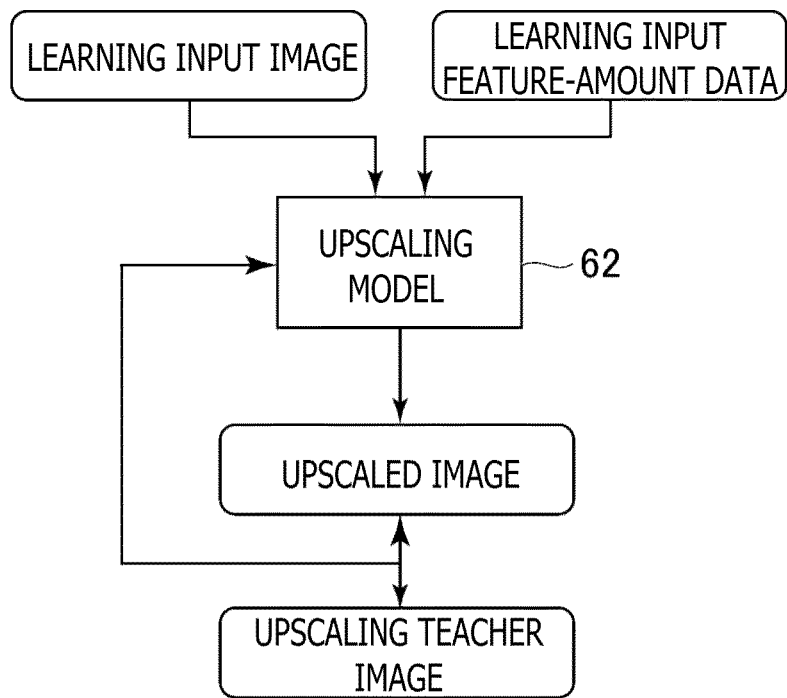 LEARNING INPUT IMAGE
LEARNING INPUT
FEATURE-AMOUNT DATA
UPSCALING
MODEL
62
UPSCALED IMAGE
UPSCALING TEACHER
IMAGE